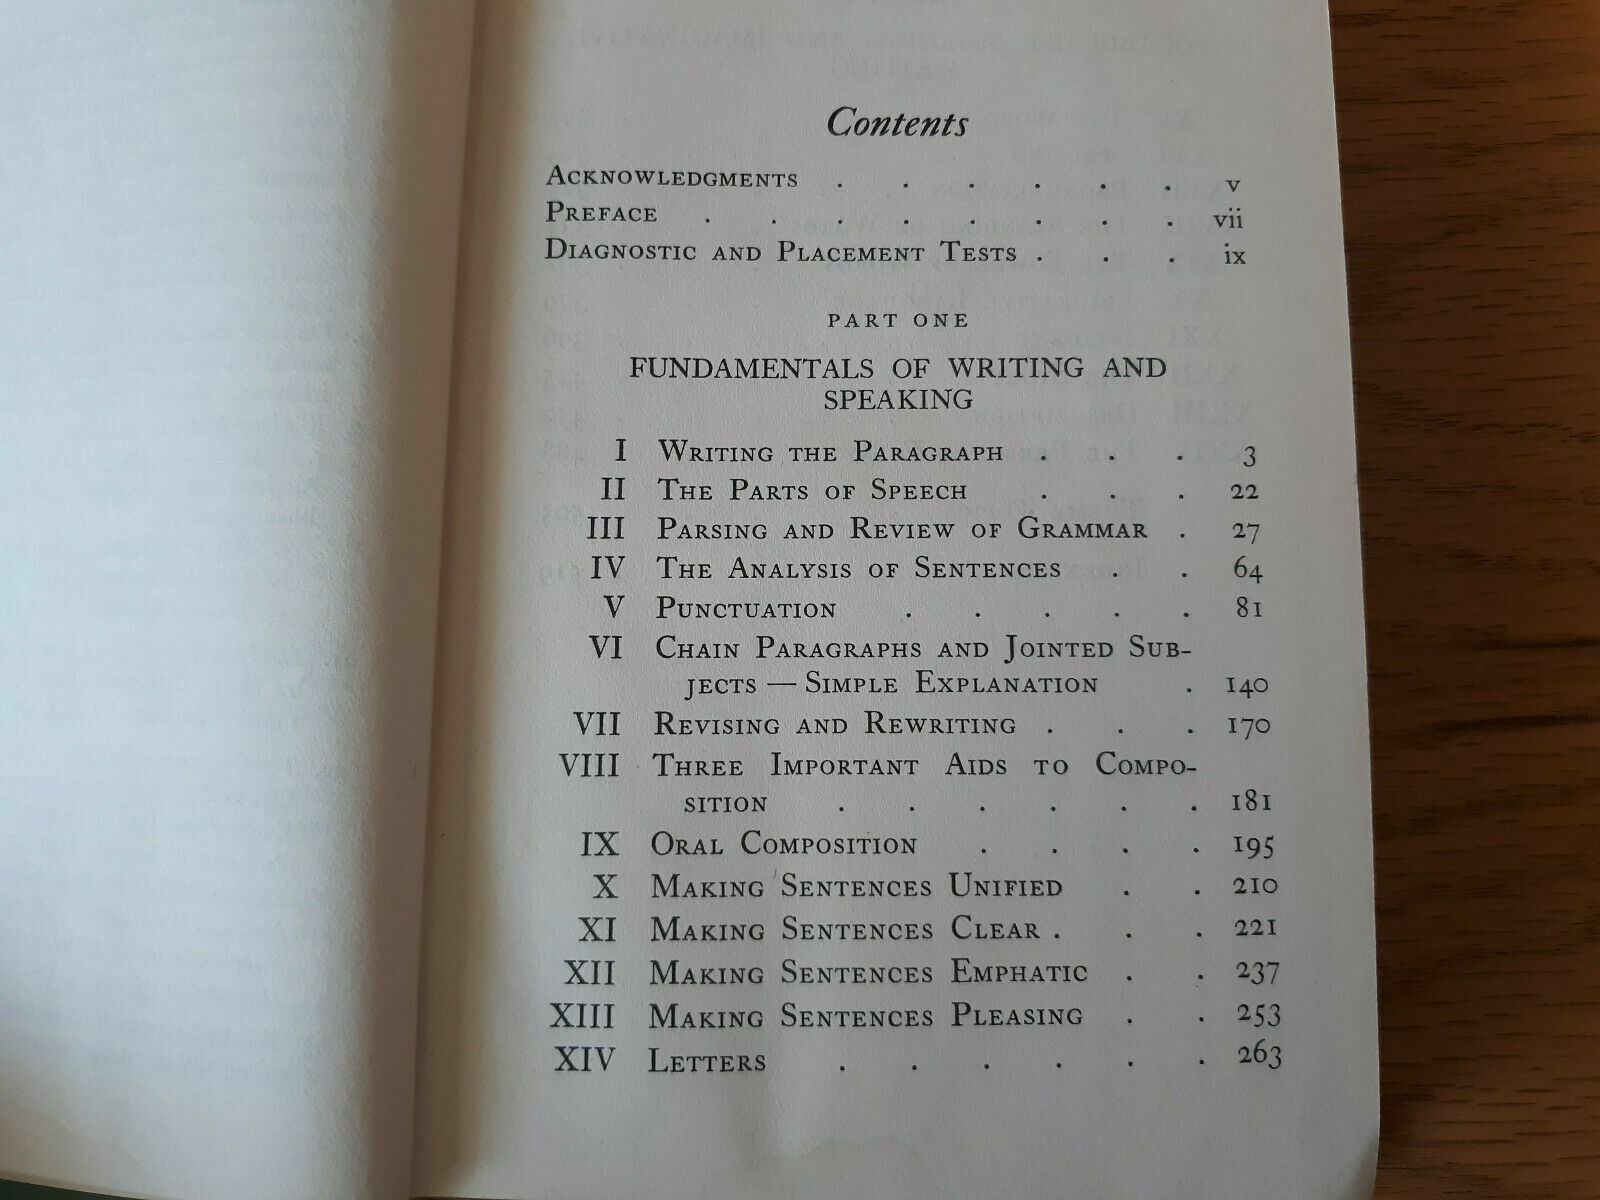 Contents
ACKNOWLEDGMENTS . . . . . . v
PREFACE . . . . . . . . vii
DIAGNOSTIC AND PLACEMENT TESTS . . . ix
PART ONE
FUNDAMENTALS OF WRITING AND
SPEAKING
I WRITING THE PARAGRAPH . . . 3
II THE PARTS OF SPEECH . . . 22
III PARSING AND REVIEW OF GRAMMAR . 27
IV THE ANALYSIS OF SENTENCES . . 64
V PUNCTUATION . . . . . 81
VI CHAIN PARAGRAPHS AND JOINTED SUB-
JECTS — SIMPLE EXPLANATION . 140
VII REVISING AND REWRITING . . . 170
VIII THREE IMPORTANT AIDS TO COMPO-
SITION . . . . . . 181
IX ORAL COMPOSITION . . . . 195
X MAKING SENTENCES UNIFIED . . 210
XI MAKING SENTENCES CLEAR . . . 221
XII MAKING SENTENCES EMPHATIC . . 237
XIII MAKING SENTENCES PLEASING . . 253
XIV LETTERS . . . . . . 263